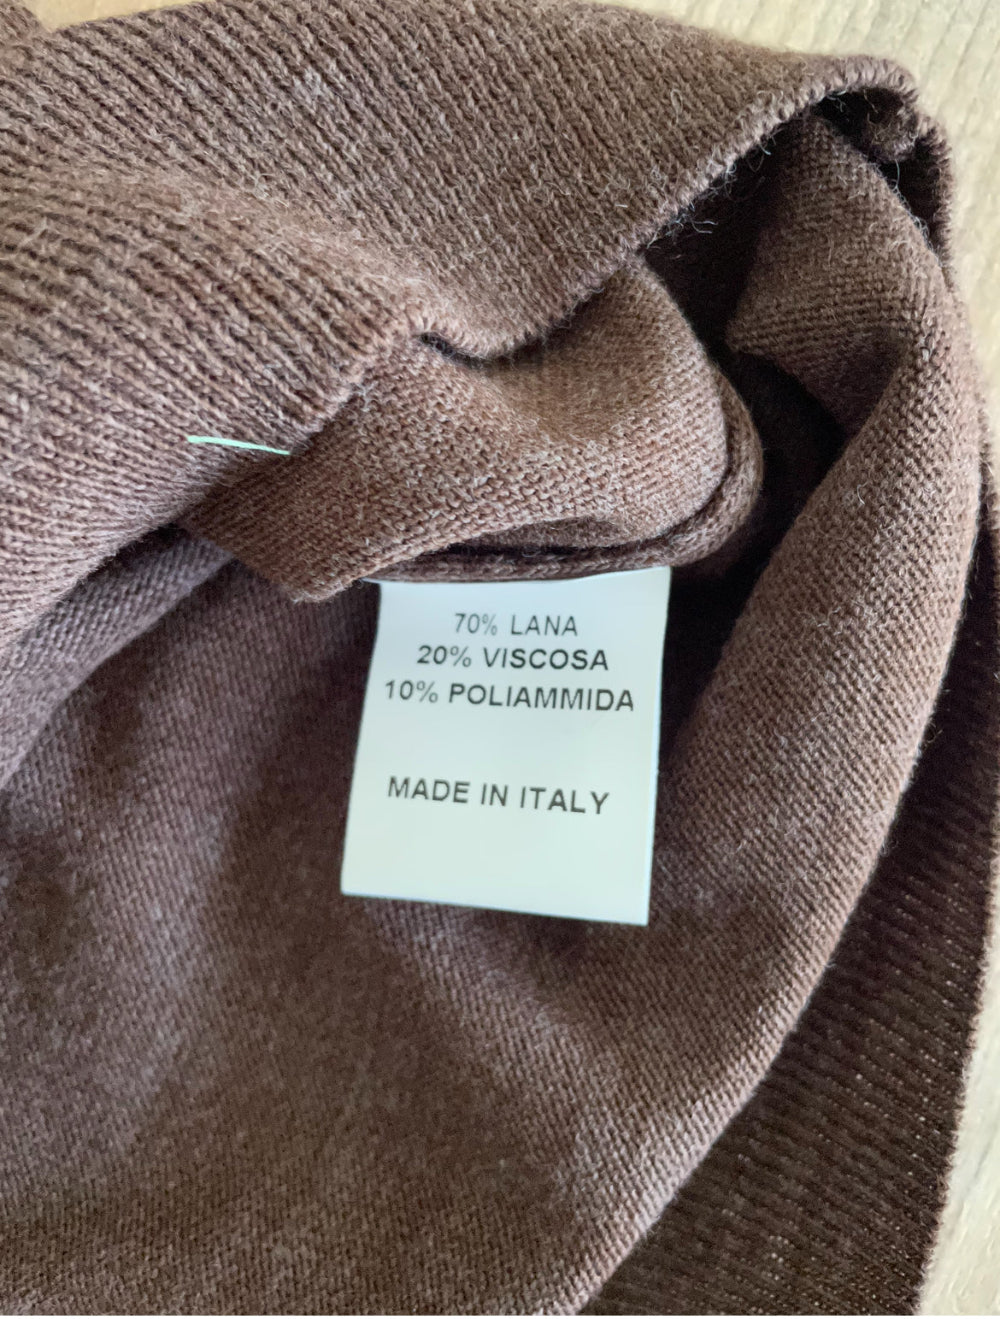 70% LANA
20% VISCOSA
10% POLIAMMIDA
MADE IN ITALY